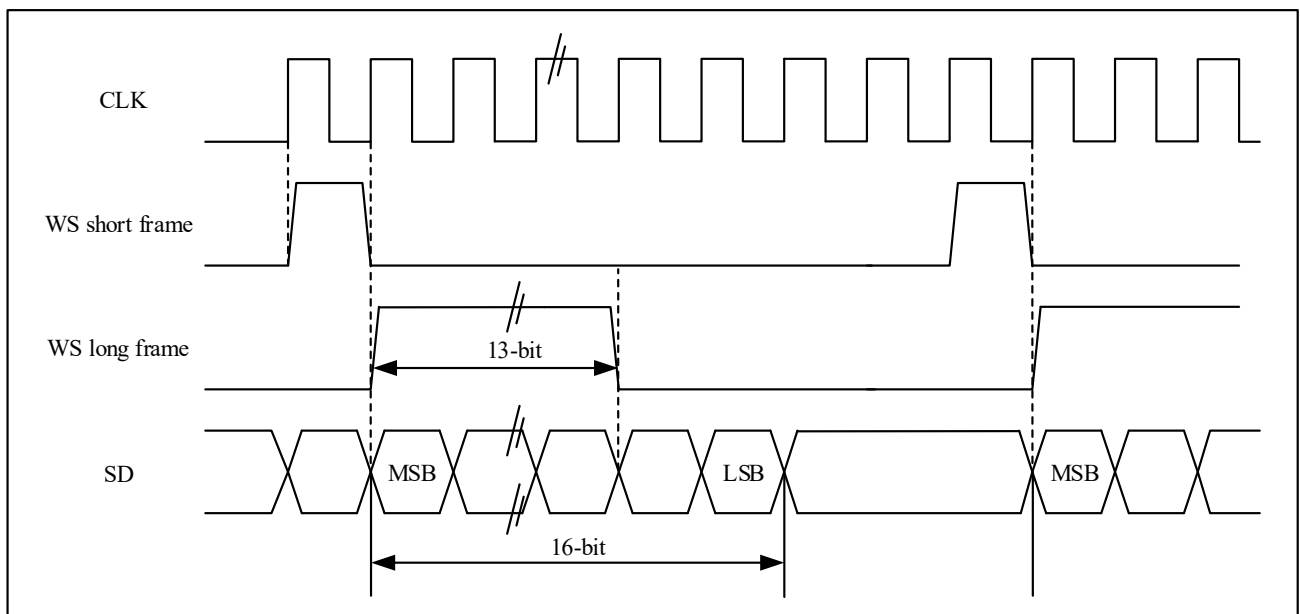 CLK
WS short frame
WS long frame
13-bit
SD
MSB
LSB
MSB
16-bit